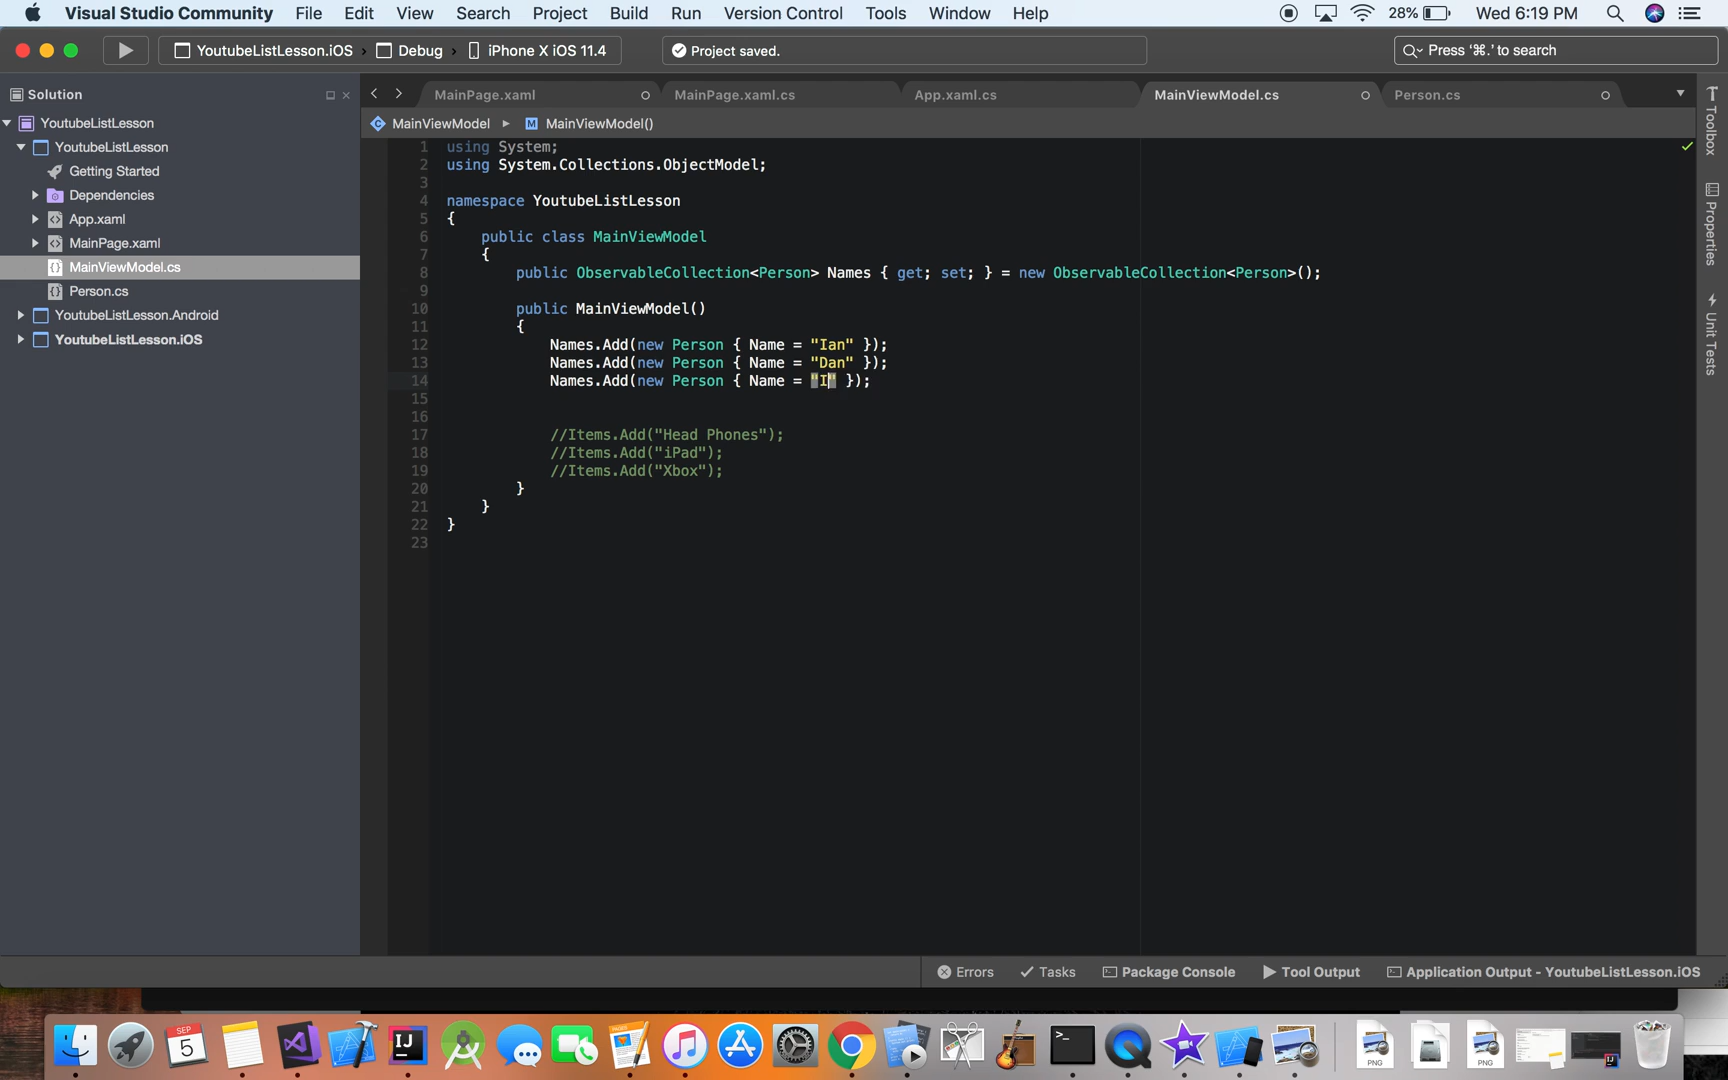 Visual Studio Community File Edit View Search Project Build Run Version Control Tools Window Help 28% Wed 6:19 PM
YoutubeListLesson.iOS › Debug › iPhone X iOS 11.4 Project saved. Press '⌘.' to search
Solution
YoutubeListLesson
YoutubeListLesson
Getting Started
Dependencies
App.xaml
MainPage.xaml
MainViewModel.cs
Person.cs
YoutubeListLesson.Android
YoutubeListLesson.iOS
MainPage.xaml MainPage.xaml.cs App.xaml.cs MainViewModel.cs Person.cs
MainViewModel ▸ M MainViewModel()
1 using System;
2 using System.Collections.ObjectModel;
3
4 namespace YoutubeListLesson
5 {
6 public class MainViewModel
7 {
8 public ObservableCollection<Person> Names { get; set; } = new ObservableCollection<Person>();
9
10 public MainViewModel()
11 {
12 Names.Add(new Person { Name = "Ian" });
13 Names.Add(new Person { Name = "Dan" });
14 Names.Add(new Person { Name = "I" });
15
16
17 //Items.Add("Head Phones");
18 //Items.Add("iPad");
19 //Items.Add("Xbox");
20 }
21 }
22 }
23
Toolbox
Properties
Unit Tests
Errors Tasks Package Console Tool Output Application Output - YoutubeListLesson.iOS
SEP
5
IJ
PAGES
>_
PNG
PNG
IJ